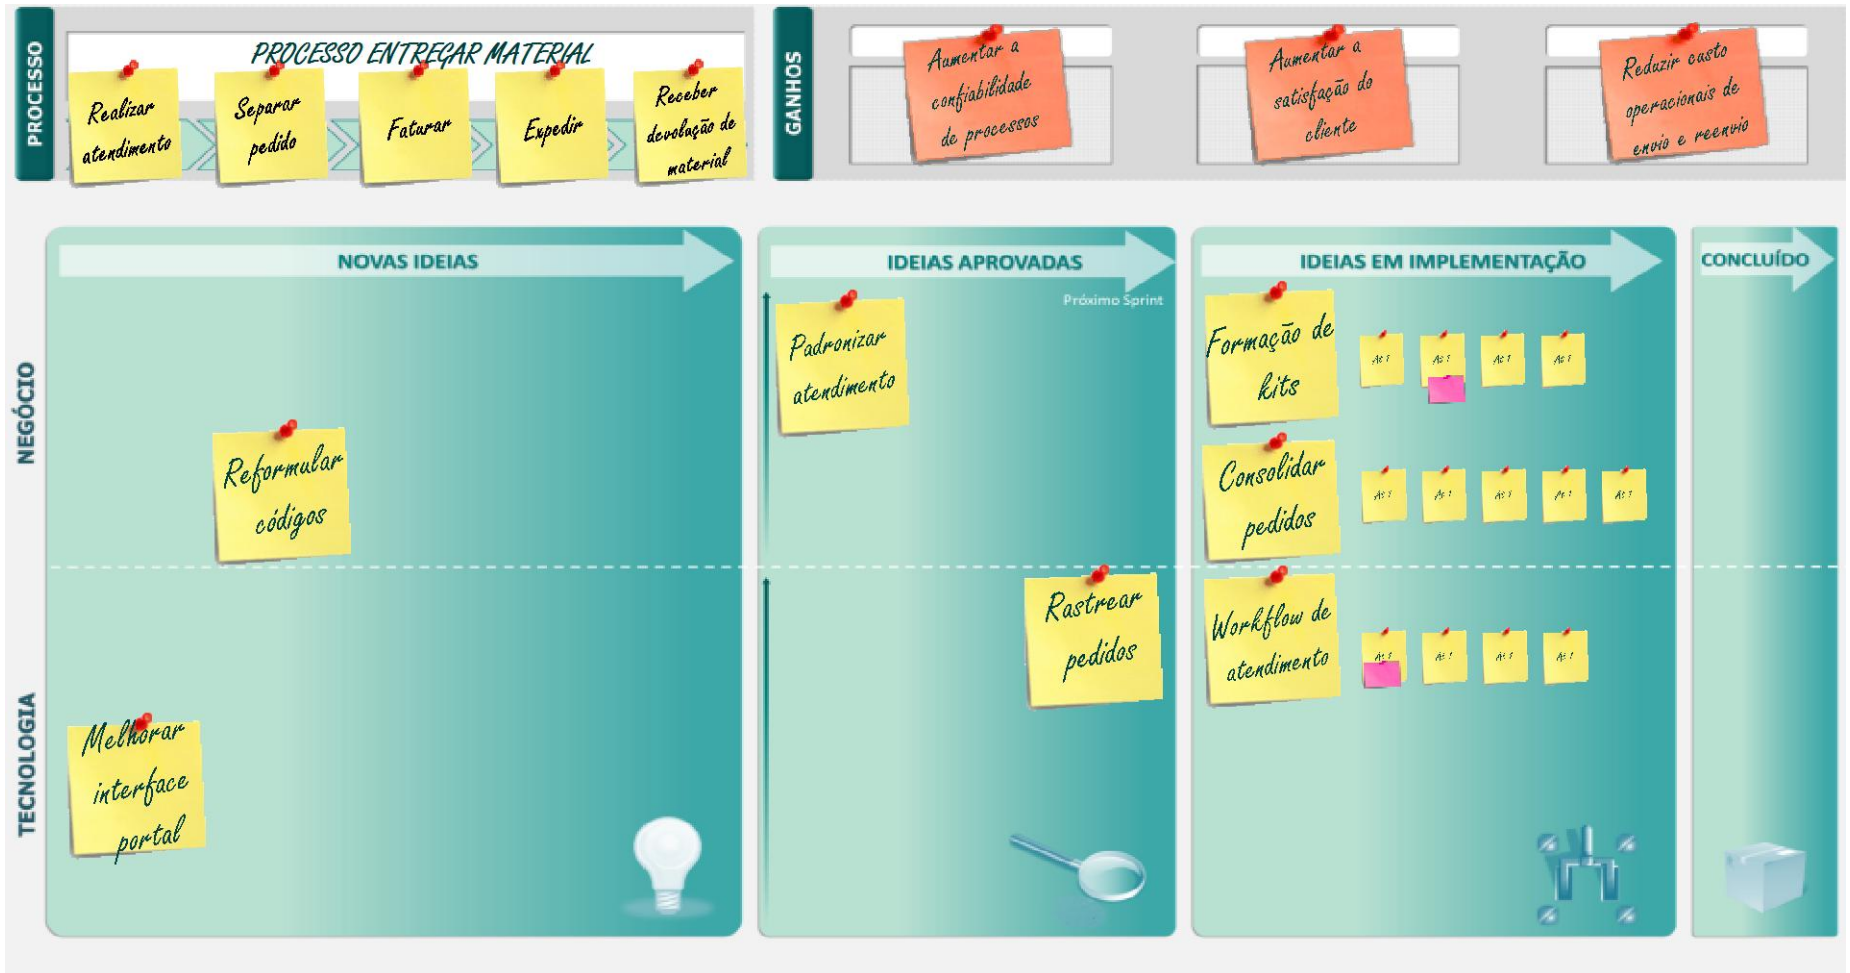 PROCESSO
PROCESSO ENTREGAR MATERIAL
Realizar
atendimento
Separar
pedido
Faturar
Expedir
Receber
devolução de
material
GANHOS
Aumentar a
confiabilidade
de processos
Aumentar a
satisfação do
cliente
Reduzir custo
operacionais de
envio e reenvio
NOVAS IDEIAS
IDEIAS APROVADAS
Próximo Sprint
IDEIAS EM IMPLEMENTAÇÃO
CONCLUÍDO
NEGÓCIO
Reformular
códigos
Padronizar
atendimento
Formação de
kits
Consolidar
pedidos
TECNOLOGIA
Melhorar
interface
portal
Rastrear
pedidos
Workflow de
atendimento